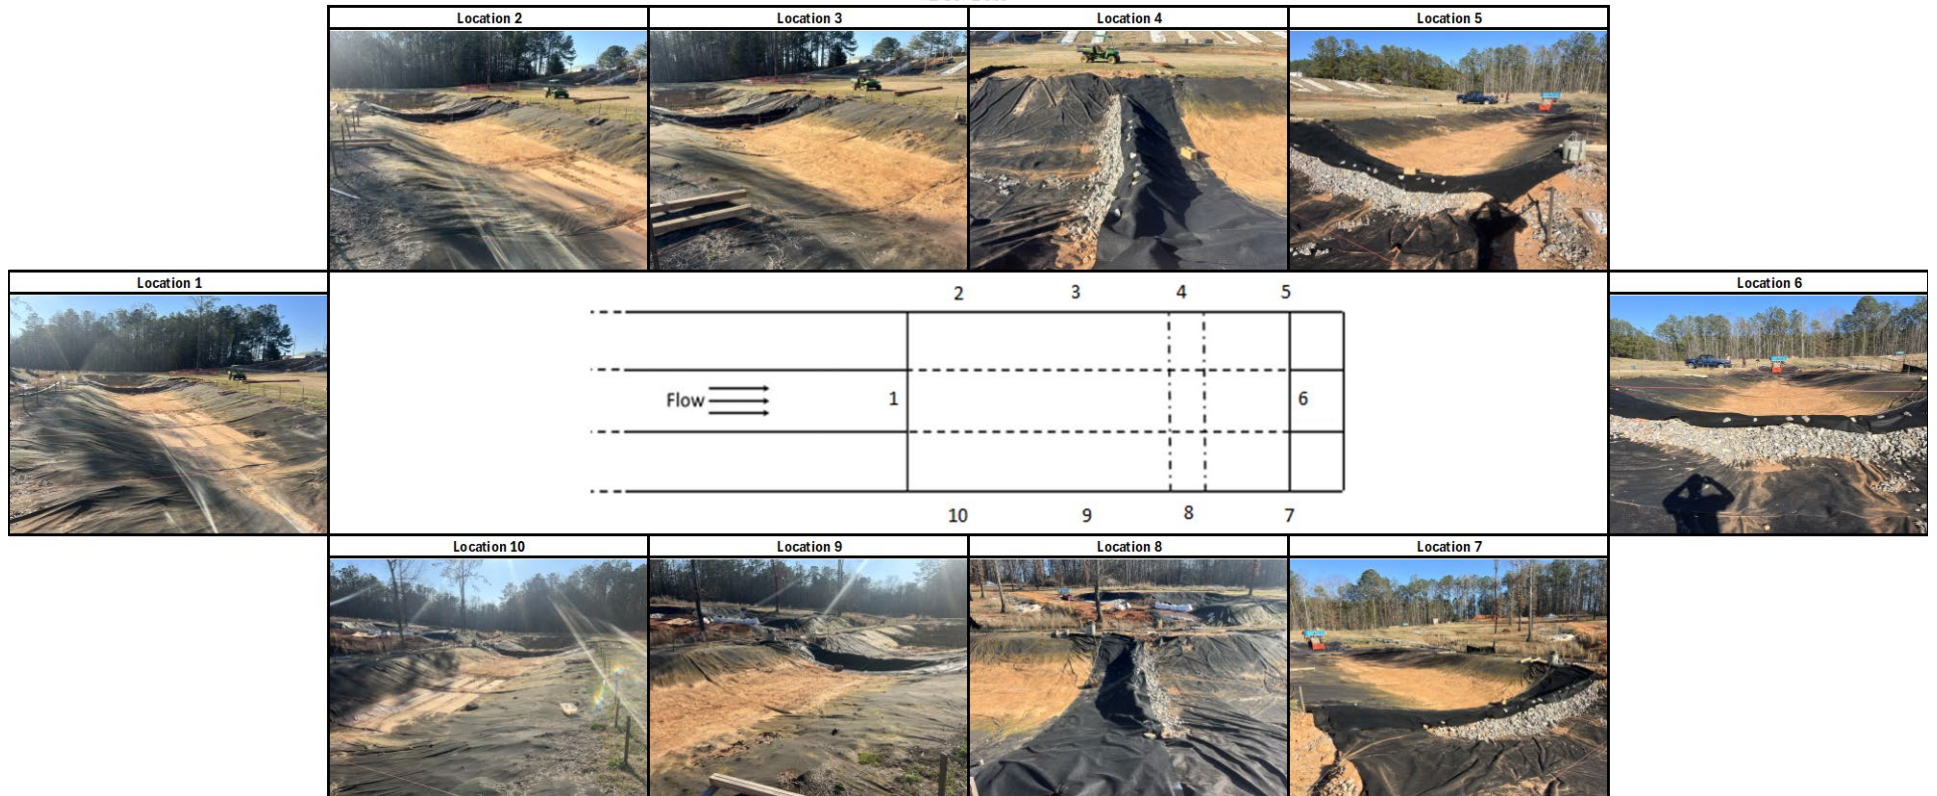 Location 2
Location 3
Location 4
Location 5
Location 1
Location 6
2
3
4
5
Flow
1
6
10
9
8
7
Location 10
Location 9
Location 8
Location 7